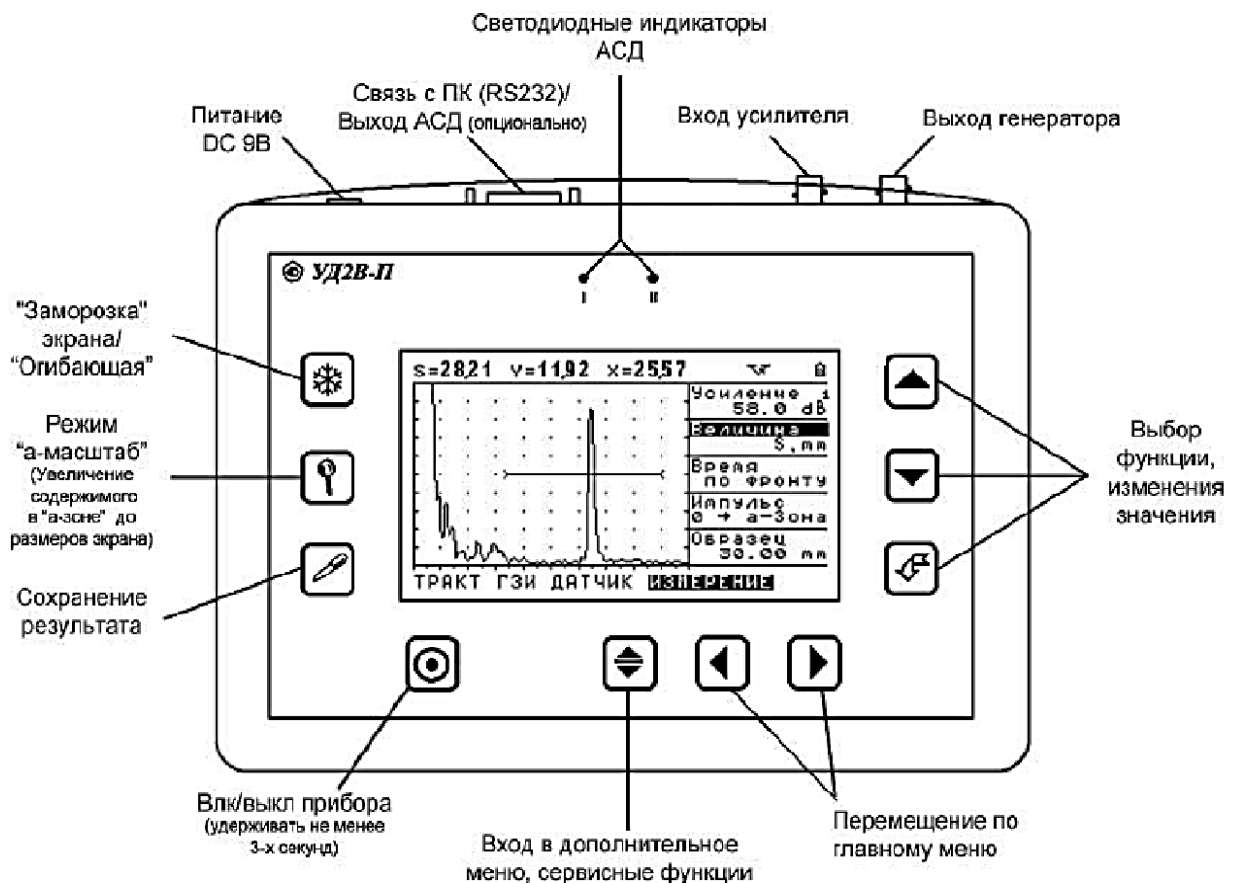 Светодиодные индикаторы
АСД
Связь с ПК (RS232)/
Выход АСД (опционально)
Питание
DC 9В
Вход усилителя
Выход генератора
УД2В-П
I
II
"Заморозка"
экрана/
“Огибающая”
Режим
“а-масштаб”
(Увеличение
содержимого
в “а-зоне” до
размеров экрана)
Сохранение
результата
S=28,21 Y=11,92 X=25,57
Усиление i
58.0 dB
Величина
S,mm
Время
по фронту
Импульс
0 → а-Зона
Образец
30.00 mm
ТРАКТ ГЗИ ДАТЧИК ИЗМЕРЕНИЕ
Выбор
функции,
изменения
значения
Влк/выкл прибора
(удерживать не менее
3-х секунд)
Вход в дополнительное
меню, сервисные функции
Перемещение по
главному меню